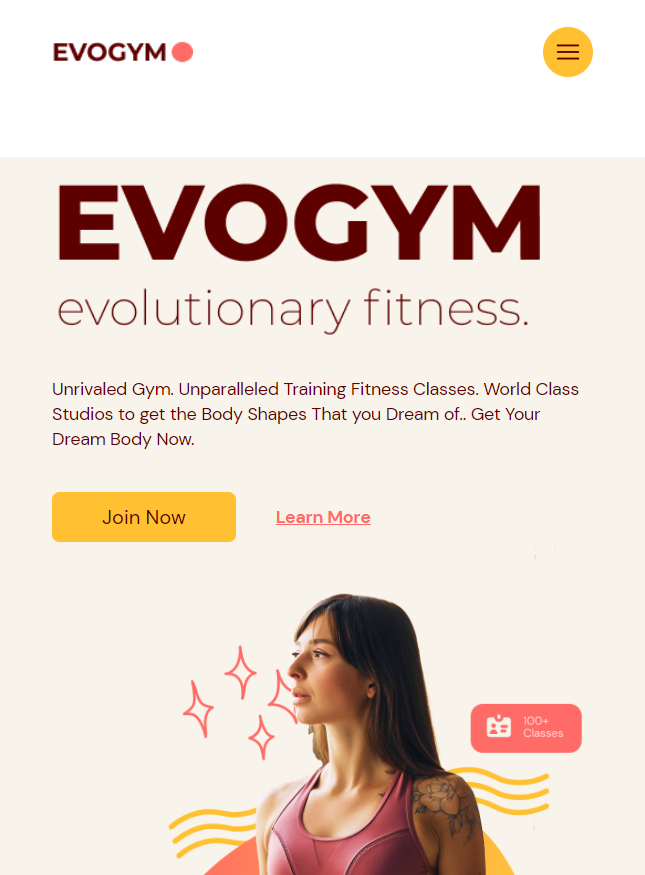 EVOGYM
EVOGYM
evolutionary fitness.
Unrivaled Gym. Unparalleled Training Fitness Classes. World Class
Studios to get the Body Shapes That you Dream of.. Get Your
Dream Body Now.
Join Now
Learn More
100+
Classes